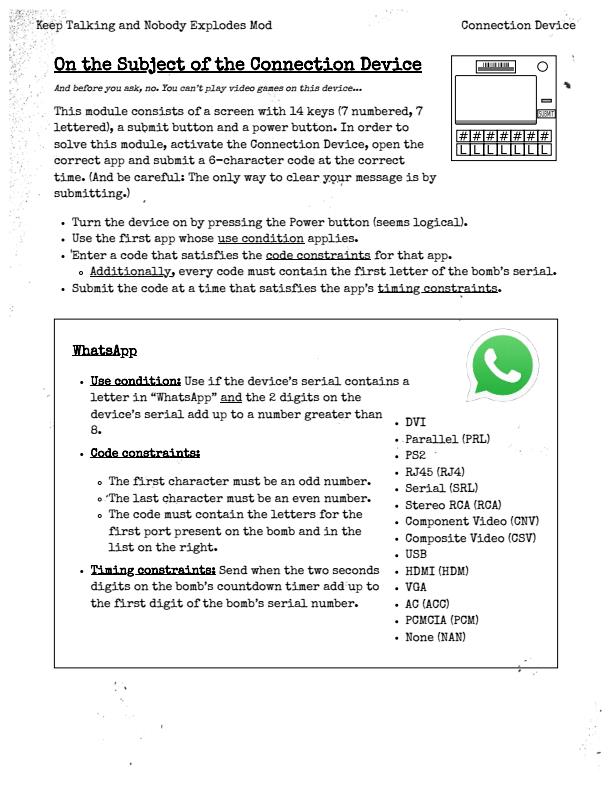 Keep Talking and Nobody Explodes Mod
Connection Device
On the Subject of the Connection Device
And before you ask, no. You can't play video games on this device...
This module consists of a screen with 14 keys (7 numbered, 7
lettered), a submit button and a power button. In order to
solve this module, activate the Connection Device, open the
correct app and submit a 6-character code at the correct
time. (And be careful: The only way to clear your message is by
submitting.)
SUBMIT
# # # # # # #
L L L L L L L
• Turn the device on by pressing the Power button (seems logical).
• Use the first app whose use condition applies.
• Enter a code that satisfies the code constraints for that app.
◦ Additionally, every code must contain the first letter of the bomb's serial.
• Submit the code at a time that satisfies the app's timing constraints.
WhatsApp
• Use condition: Use if the device's serial contains a
letter in "WhatsApp" and the 2 digits on the
device's serial add up to a number greater than
8.
• Code constraints:
◦ The first character must be an odd number.
◦ The last character must be an even number.
◦ The code must contain the letters for the
first port present on the bomb and in the
list on the right.
• Timing constraints: Send when the two seconds
digits on the bomb's countdown timer add up to
the first digit of the bomb's serial number.
• DVI
• Parallel (PRL)
• PS2
• RJ45 (RJ4)
• Serial (SRL)
• Stereo RCA (RCA)
• Component Video (CNV)
• Composite Video (CSV)
• USB
• HDMI (HDM)
• VGA
• AC (ACC)
• PCMCIA (PCM)
• None (NAN)